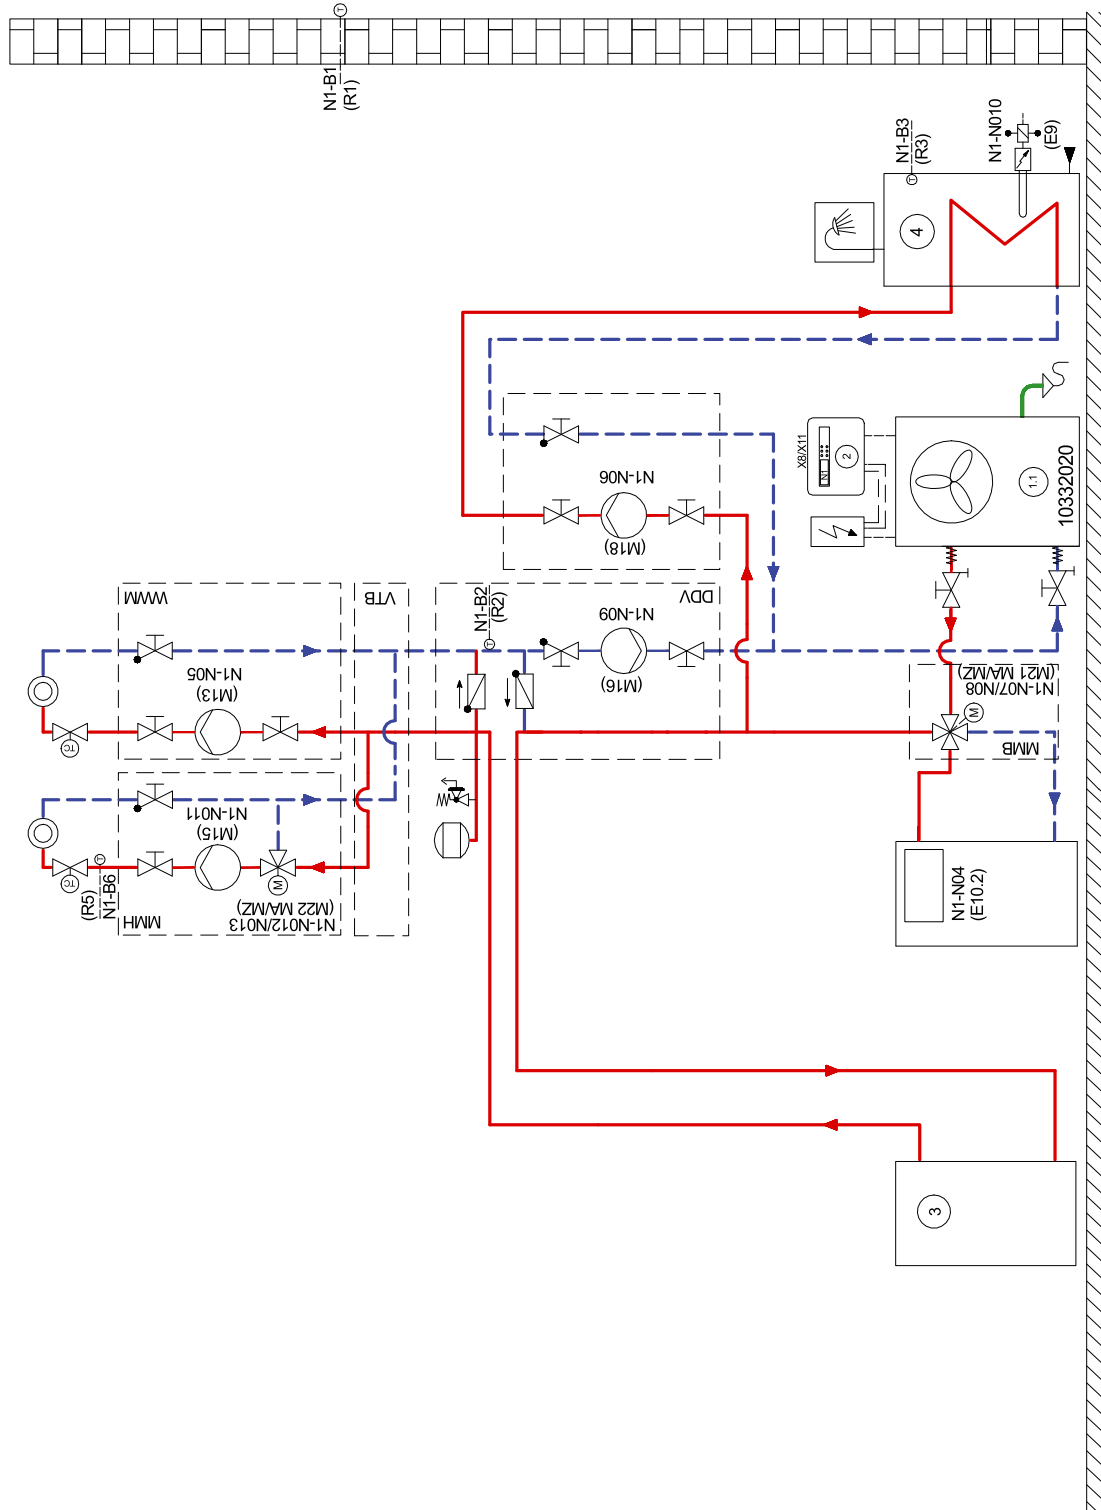 T
N1-B1
(R1)
N1-B3
(R3)
T
N1-N010
(E9)
4
X8/X11
N1
2
1.1
10332020
N1-N06
(M18)
WWM
N1-N05
(M13)
VTB
N1-B2
(R2)
T
DDV
N1-N09
(M16)
N1-N07/N08
(M21 MA/MZ)
M
MMB
N1-N011
(M15)
T
(R5)
N1-B6
MMH
M
N1-N012/N013
(M22 MA/MZ)
N1-N04
(E10.2)
3